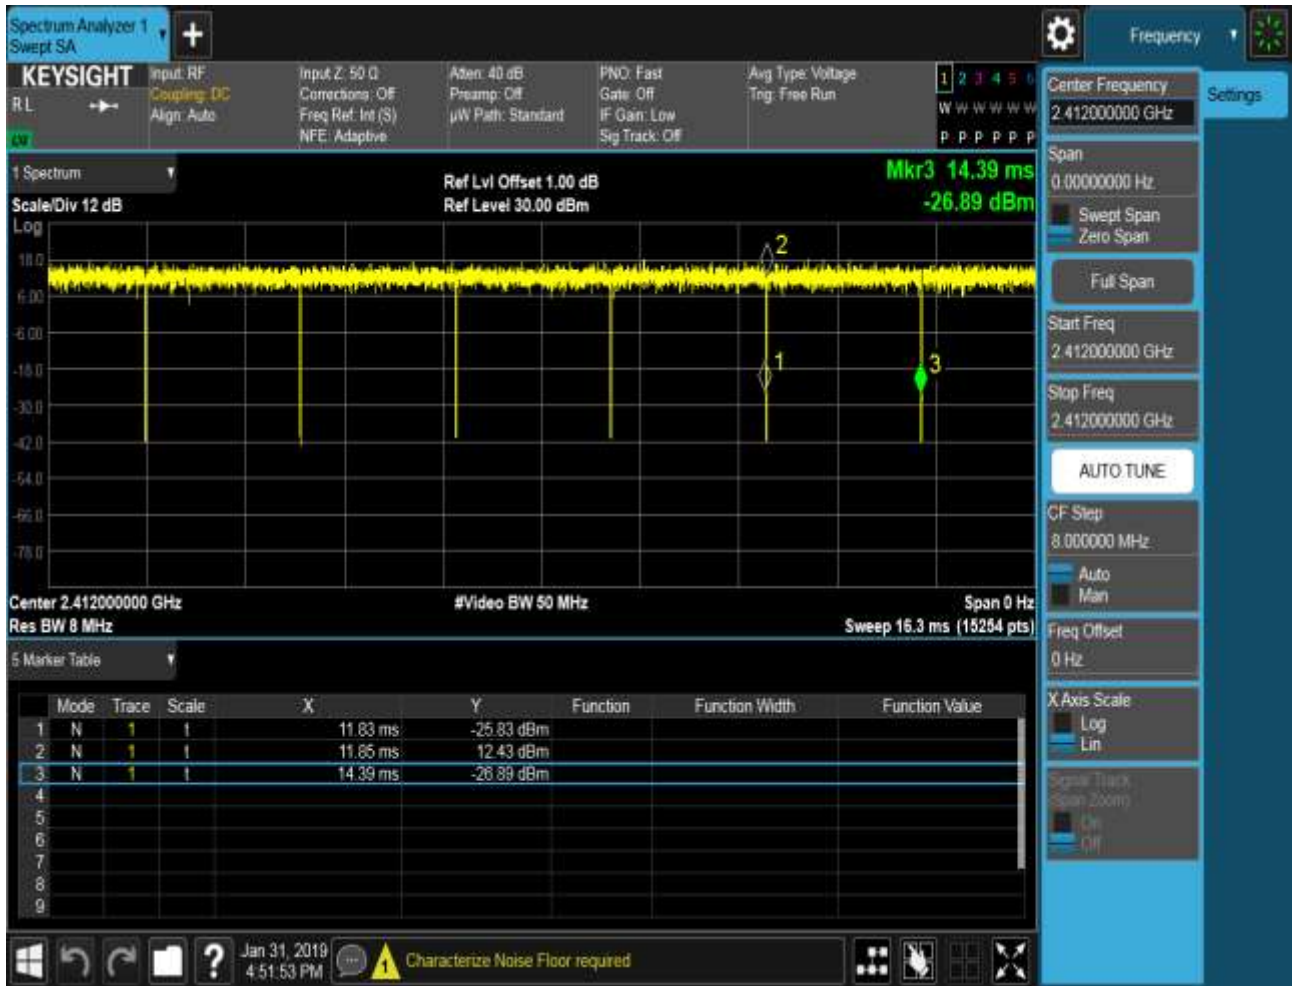 Spectrum Analyzer 1
Swept SA
Frequency
KEYSIGHT
R L
Input: RF
Coupling: DC
Align: Auto
Input Z: 50 Ω
Corrections: Off
Freq Ref: Int (S)
NFE: Adaptive
Atten: 40 dB
Preamp: Off
µW Path: Standard
PNO: Fast
Gate: Off
IF Gain: Low
Sig Track: Off
Avg Type: Voltage
Trig: Free Run
1 2 3 4 5 6
W W W W W W
P P P P P P
1 Spectrum
Scale/Div 12 dB
Log
Ref Lvl Offset 1.00 dB
Ref Level 30.00 dBm
Mkr3 14.39 ms
-26.89 dBm
18.0
6.00
-6.00
-18.0
-30.0
-42.0
-54.0
-66.0
-78.0
2
1
3
Center 2.412000000 GHz
#Video BW 50 MHz
Span 0 Hz
Res BW 8 MHz
Sweep 16.3 ms (15254 pts)
5 Marker Table
Mode Trace Scale X Y Function Function Width Function Value
1 N 1 t 11.83 ms -25.83 dBm
2 N 1 t 11.85 ms 12.43 dBm
3 N 1 t 14.39 ms -26.89 dBm
4
5
6
7
8
9
Jan 31, 2019
4:51:53 PM
1
Characterize Noise Floor required
Center Frequency
2.412000000 GHz
Settings
Span
0.00000000 Hz
Swept Span
Zero Span
Full Span
Start Freq
2.412000000 GHz
Stop Freq
2.412000000 GHz
AUTO TUNE
CF Step
8.000000 MHz
Auto
Man
Freq Offset
0 Hz
X Axis Scale
Log
Lin
Signal Track
(Span Zoom)
On
Off